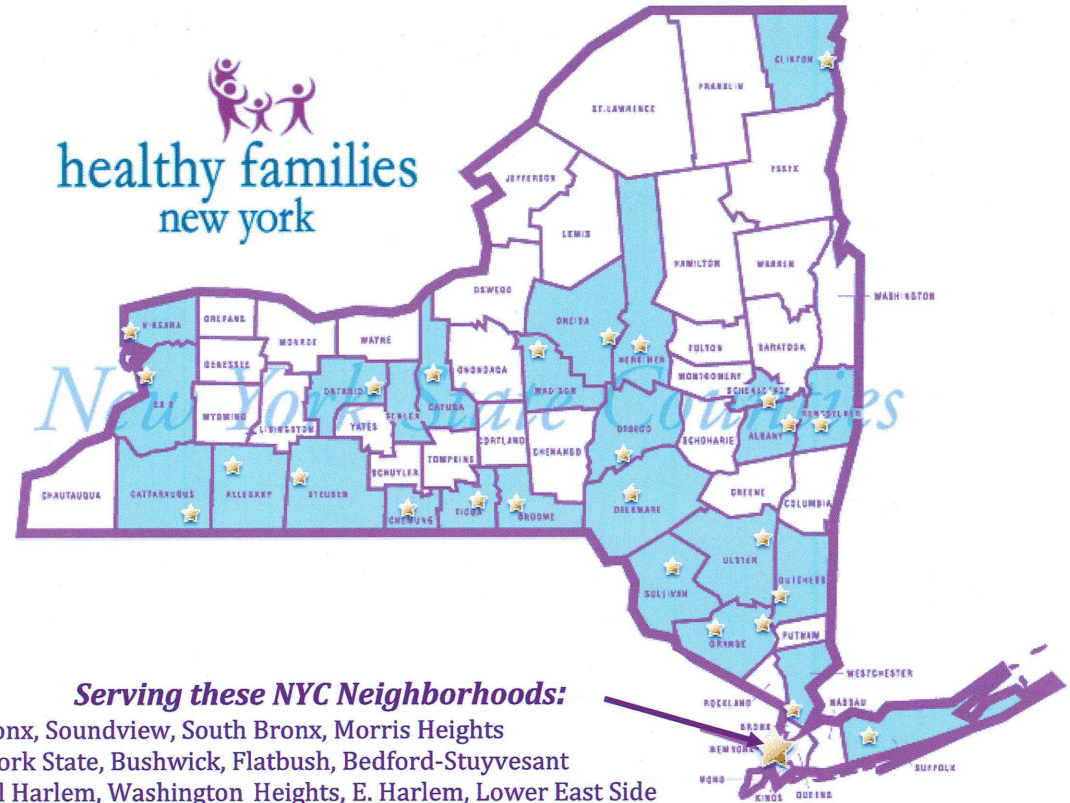 CLINTON
FRANKLIN
ST. LAWRENCE
ESSEX
healthy families
new york
JEFFERSON
LEWIS
HAMILTON
WARREN
WASHINGTON
OSWEGO
ONEIDA
NIAGARA
ORLEANS
MONROE
WAYNE
HERKIMER
FULTON
SARATOGA
GENESSEE
ONONDAGA
MADISON
MONTGOMERY
SCHENECTADY
New York State Counties
ERIE
WYOMING
LIVINGSTON
ONTARIO
YATES
SENECA
CAYUGA
CORTLAND
CHENANGO
OTSEGO
SCHOHARIE
ALBANY
RENSSELAER
CHAUTAUQUA
CATTARAUGUS
ALLEGANY
STEUBEN
SCHUYLER
TOMPKINS
CHEMUNG
TIOGA
BROOME
DELAWARE
GREENE
COLUMBIA
ULSTER
SULLIVAN
DUTCHESS
ORANGE
PUTNAM
WESTCHESTER
Serving these NYC Neighborhoods:
ROCKLAND
NASSAU
onx, Soundview, South Bronx, Morris Heights
BRONX
ork State, Bushwick, Flatbush, Bedford-Stuyvesant
NEW YORK
l Harlem, Washington Heights, E. Harlem, Lower East Side
SUFFOLK
KINGS
QUEENS